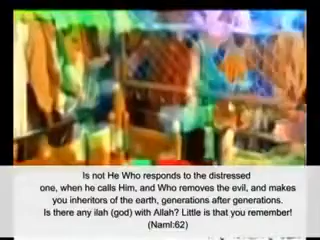 Is not He Who responds to the distressed
one, when he calls Him, and Who removes the evil, and makes
you inheritors of the earth, generations after generations.
Is there any ilah (god) with Allah? Little is that you remember!
(Naml:62)